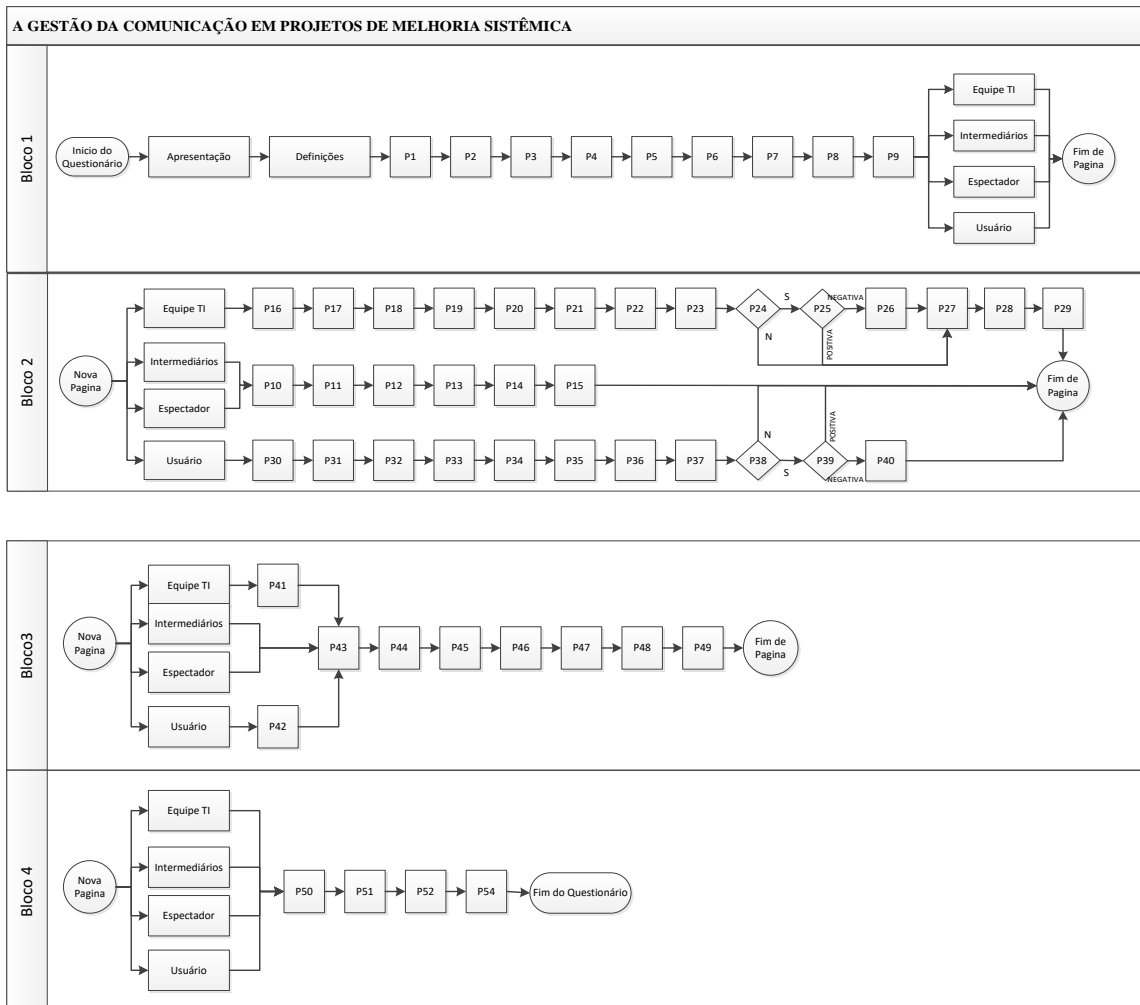 A GESTÃO DA COMUNICAÇÃO EM PROJETOS DE MELHORIA SISTÊMICA
Bloco 1
Inicio do
Questionário
Apresentação
Definições
P1
P2
P3
P4
P5
P6
P7
P8
P9
Equipe TI
Intermediários
Espectador
Usuário
Fim de
Pagina
Bloco 2
Nova
Pagina
Equipe TI
P16
P17
P18
P19
P20
P21
P22
P23
P24
S
N
P25
NEGATIVA
POSITIVA
P26
P27
P28
P29
Intermediários
Espectador
P10
P11
P12
P13
P14
P15
Fim de
Pagina
Usuário
P30
P31
P32
P33
P34
P35
P36
P37
P38
N
S
P39
POSITIVA
NEGATIVA
P40
Bloco3
Nova
Pagina
Equipe TI
P41
Intermediários
Espectador
Usuário
P42
P43
P44
P45
P46
P47
P48
P49
Fim de
Pagina
Bloco 4
Nova
Pagina
Equipe TI
Intermediários
Espectador
Usuário
P50
P51
P52
P54
Fim do Questionário